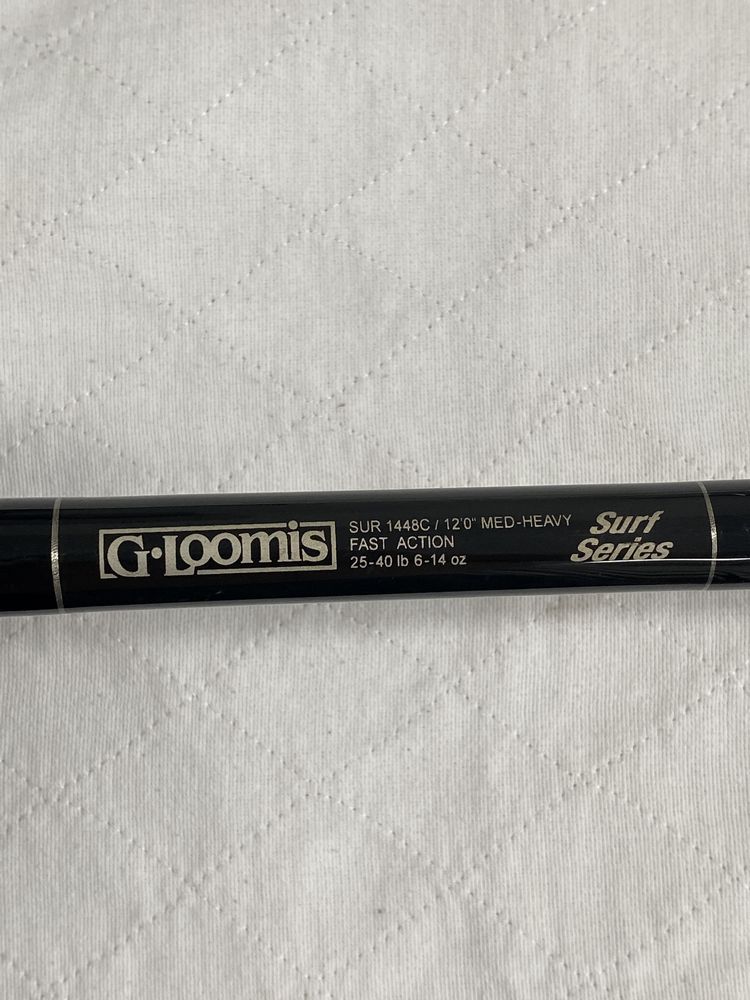 G·Loomis
SUR 1448C / 12'0" MED-HEAVY
FAST ACTION
25-40 lb 6-14 oz
Surf
Series